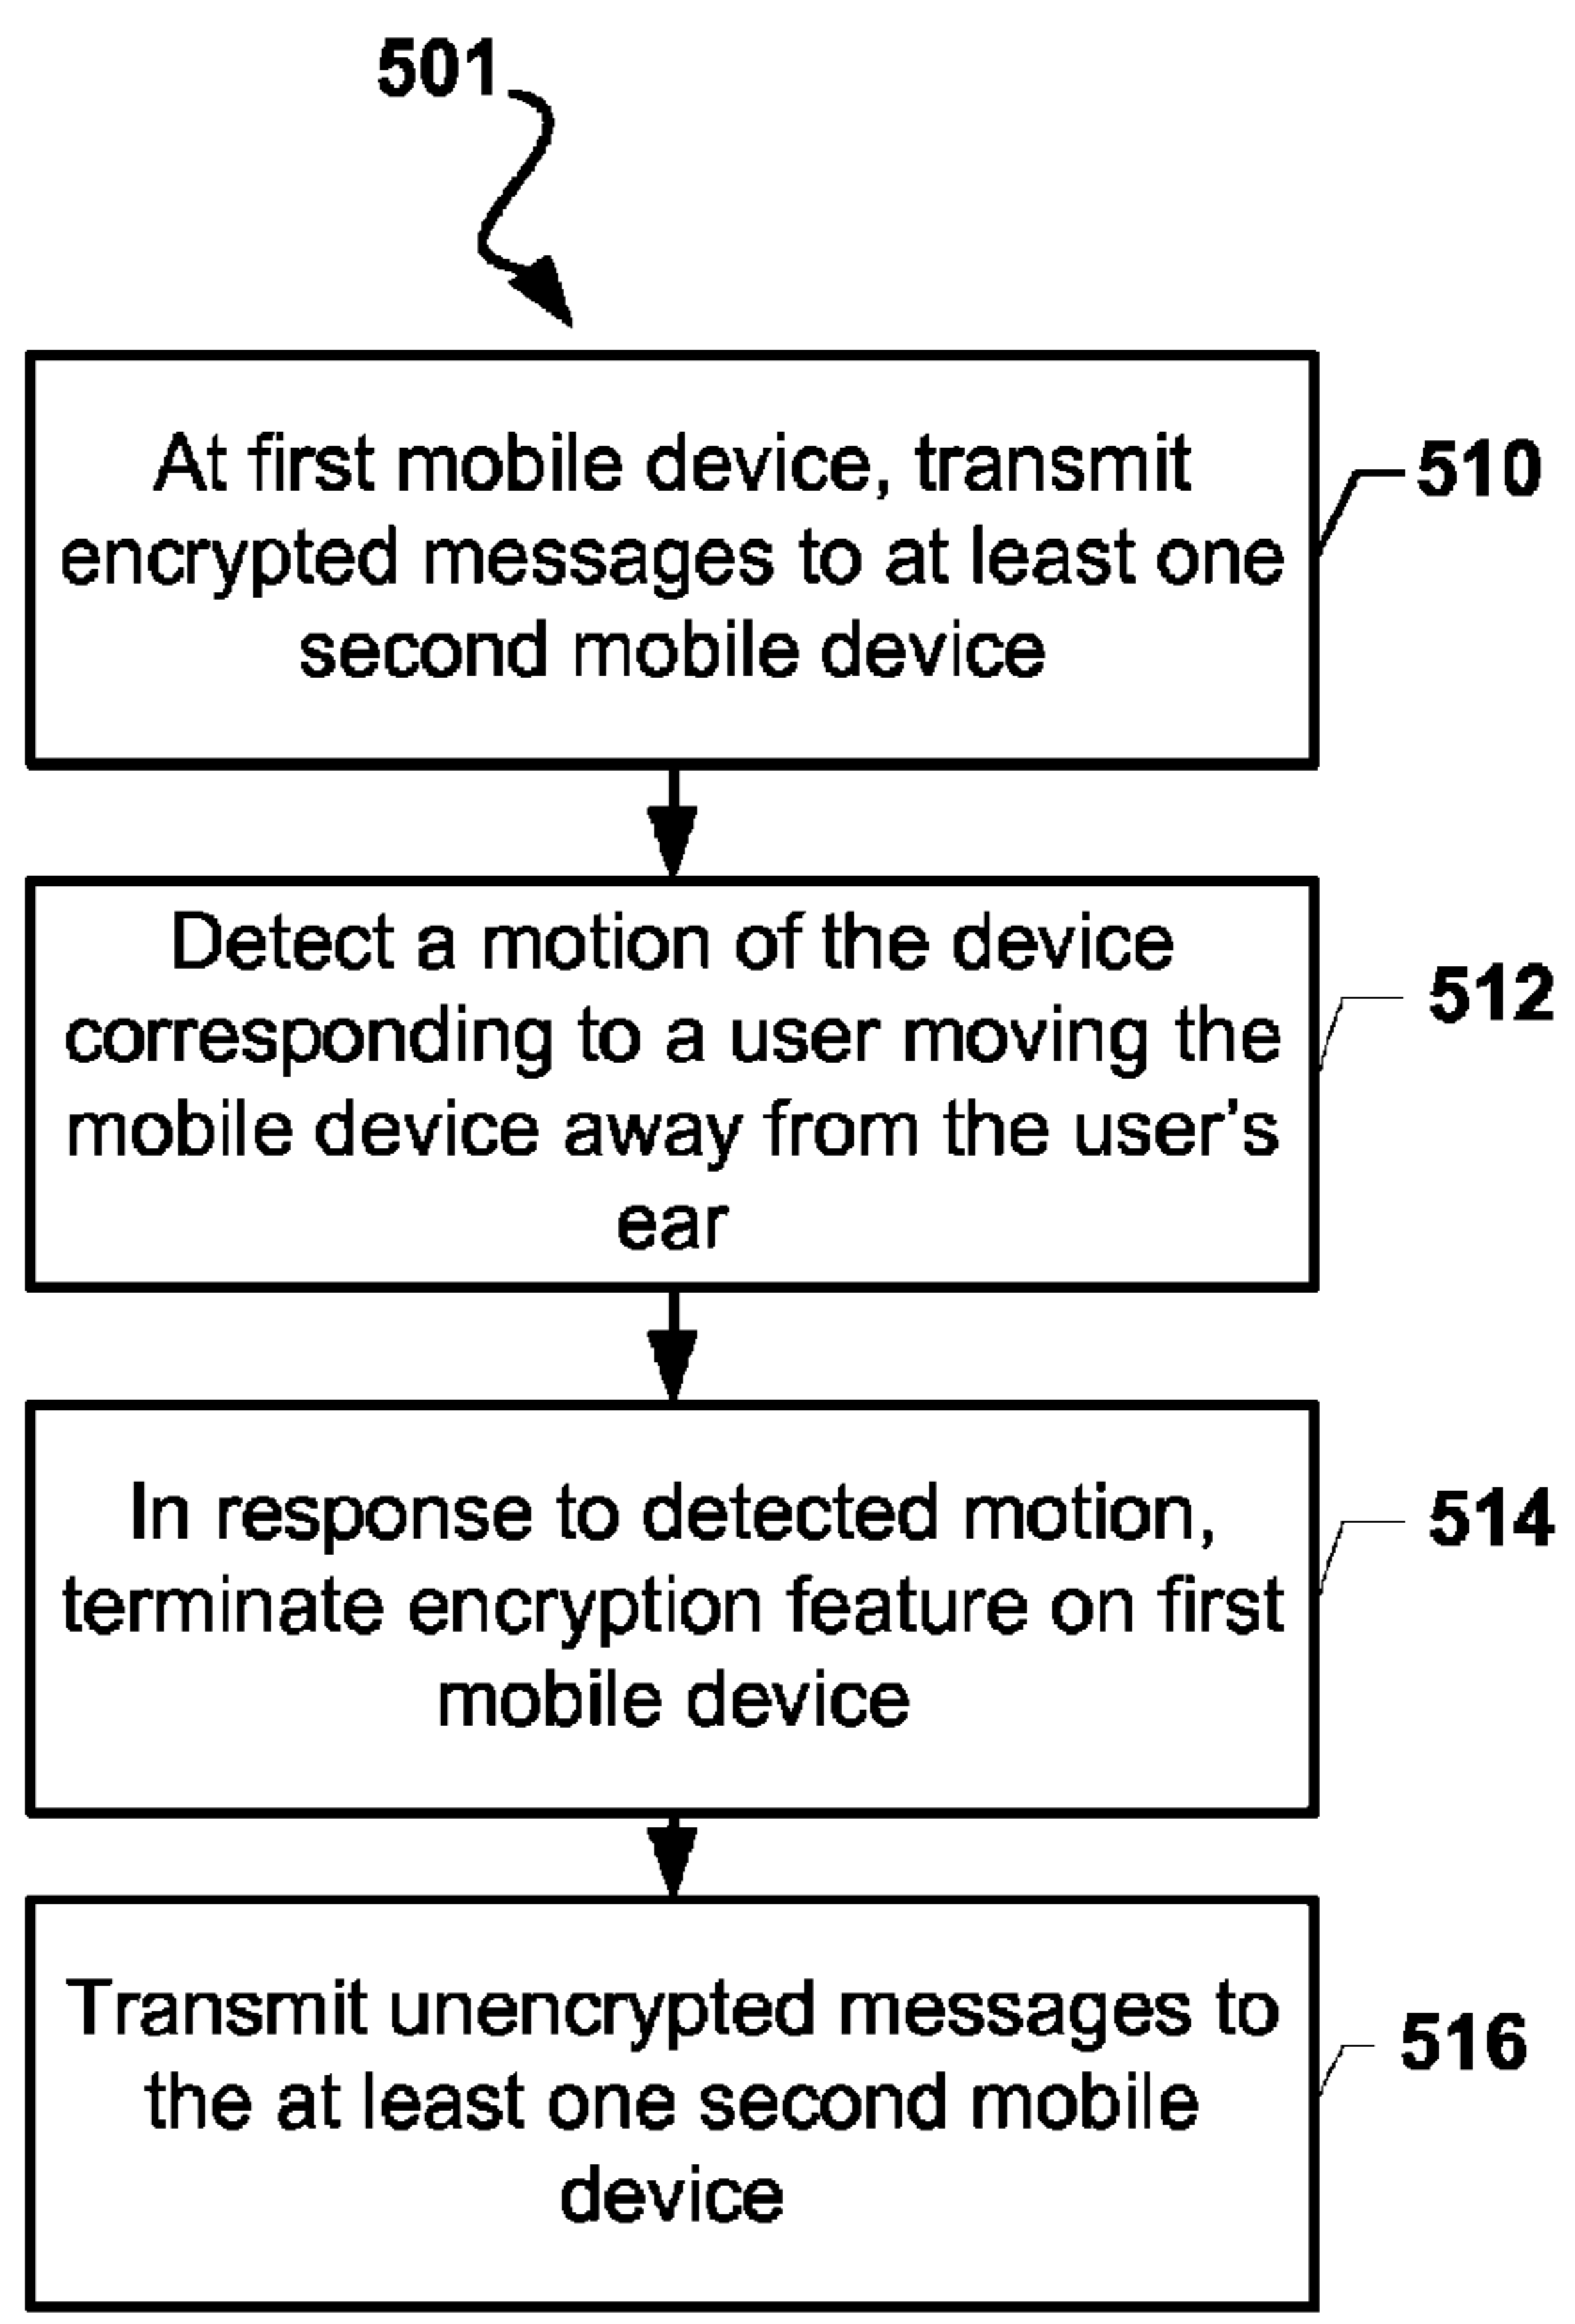 501
At first mobile device, transmit
encrypted messages to at least one
second mobile device
510
Detect a motion of the device
corresponding to a user moving the
mobile device away from the user's
ear
512
In response to detected motion,
terminate encryption feature on first
mobile device
514
Transmit unencrypted messages to
the at least one second mobile
device
516